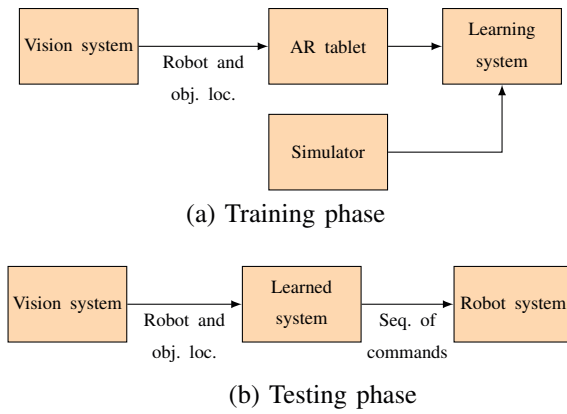 Vision system
Robot and
obj. loc.
AR tablet
Learning
system
Simulator
(a) Training phase
Vision system
Robot and
obj. loc.
Learned
system
Seq. of
commands
Robot system
(b) Testing phase